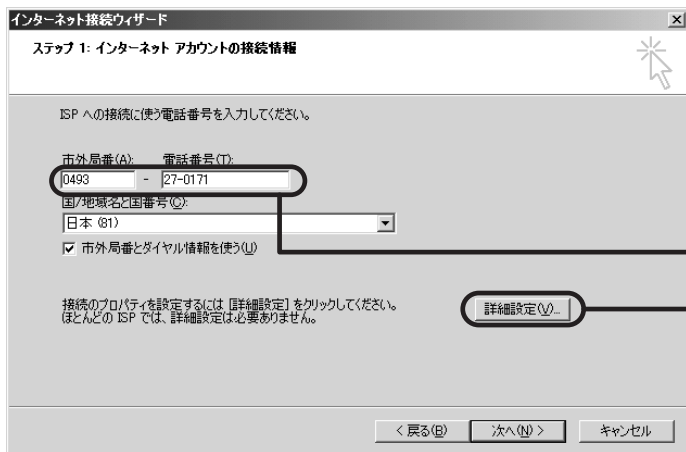 インターネット接続ウィザード
ステップ 1: インターネット アカウントの接続情報
ISP への接続に使う電話番号を入力してください。
市外局番(A): 電話番号(T):
0493 - 27-0171
国/地域名と国番号(C):
日本 (81)
市外局番とダイヤル情報を使う(U)
接続のプロパティを設定するには [詳細設定] をクリックしてください。
ほとんどの ISP では、詳細設定は必要ありません。
詳細設定(V)...
< 戻る(B) 次へ(N) > キャンセル